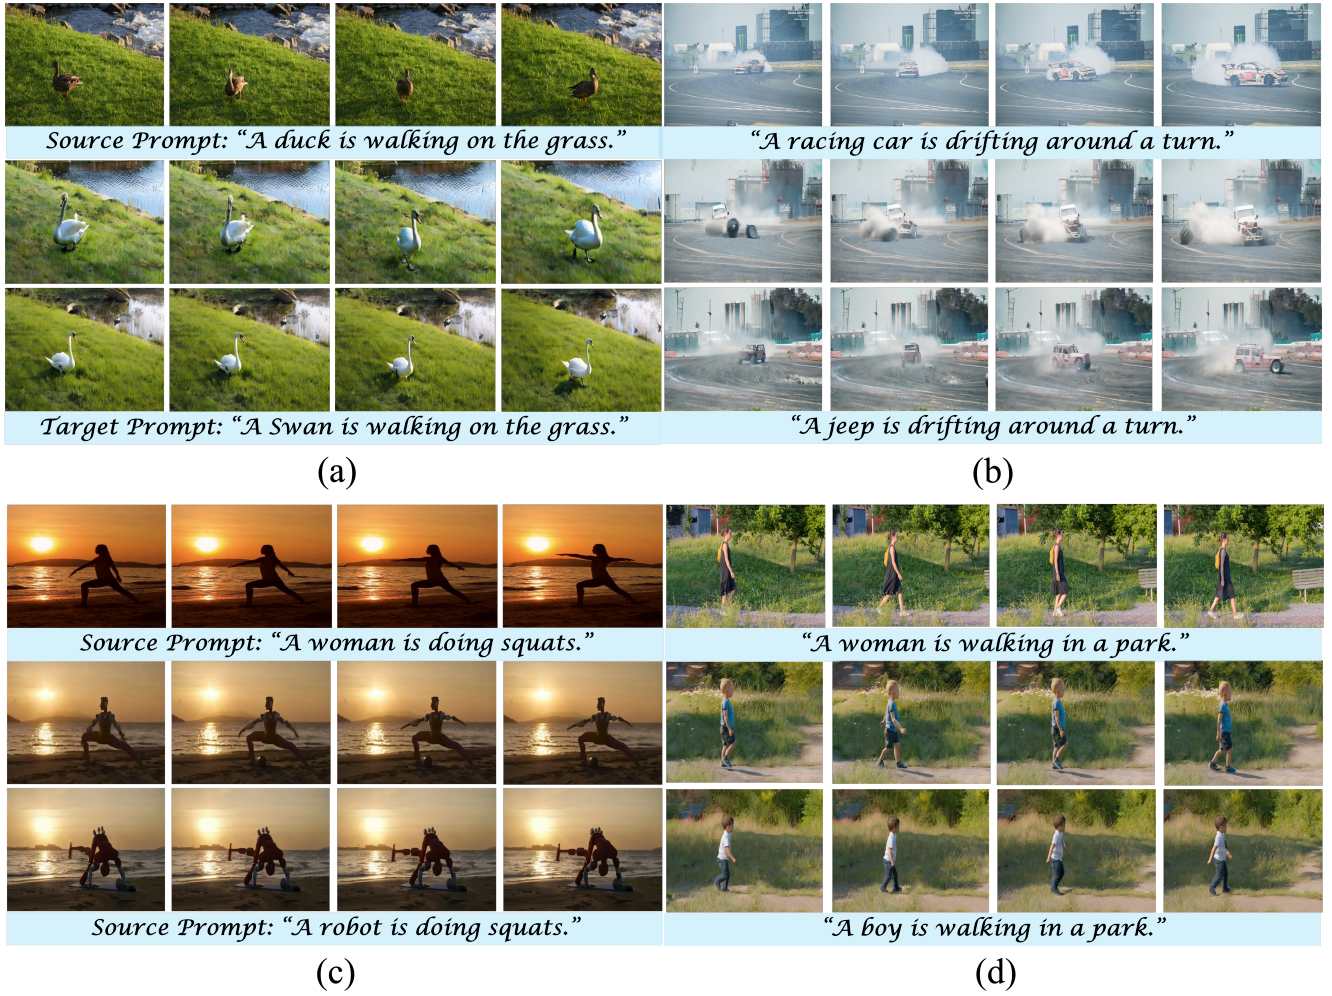 Source Prompt: “A duck is walking on the grass.”
“A racing car is drifting around a turn.”
Target Prompt: “A Swan is walking on the grass.”
“A jeep is drifting around a turn.”
(a)
(b)
Source Prompt: “A woman is doing squats.”
“A woman is walking in a park.”
Source Prompt: “A robot is doing squats.”
“A boy is walking in a park.”
(c)
(d)